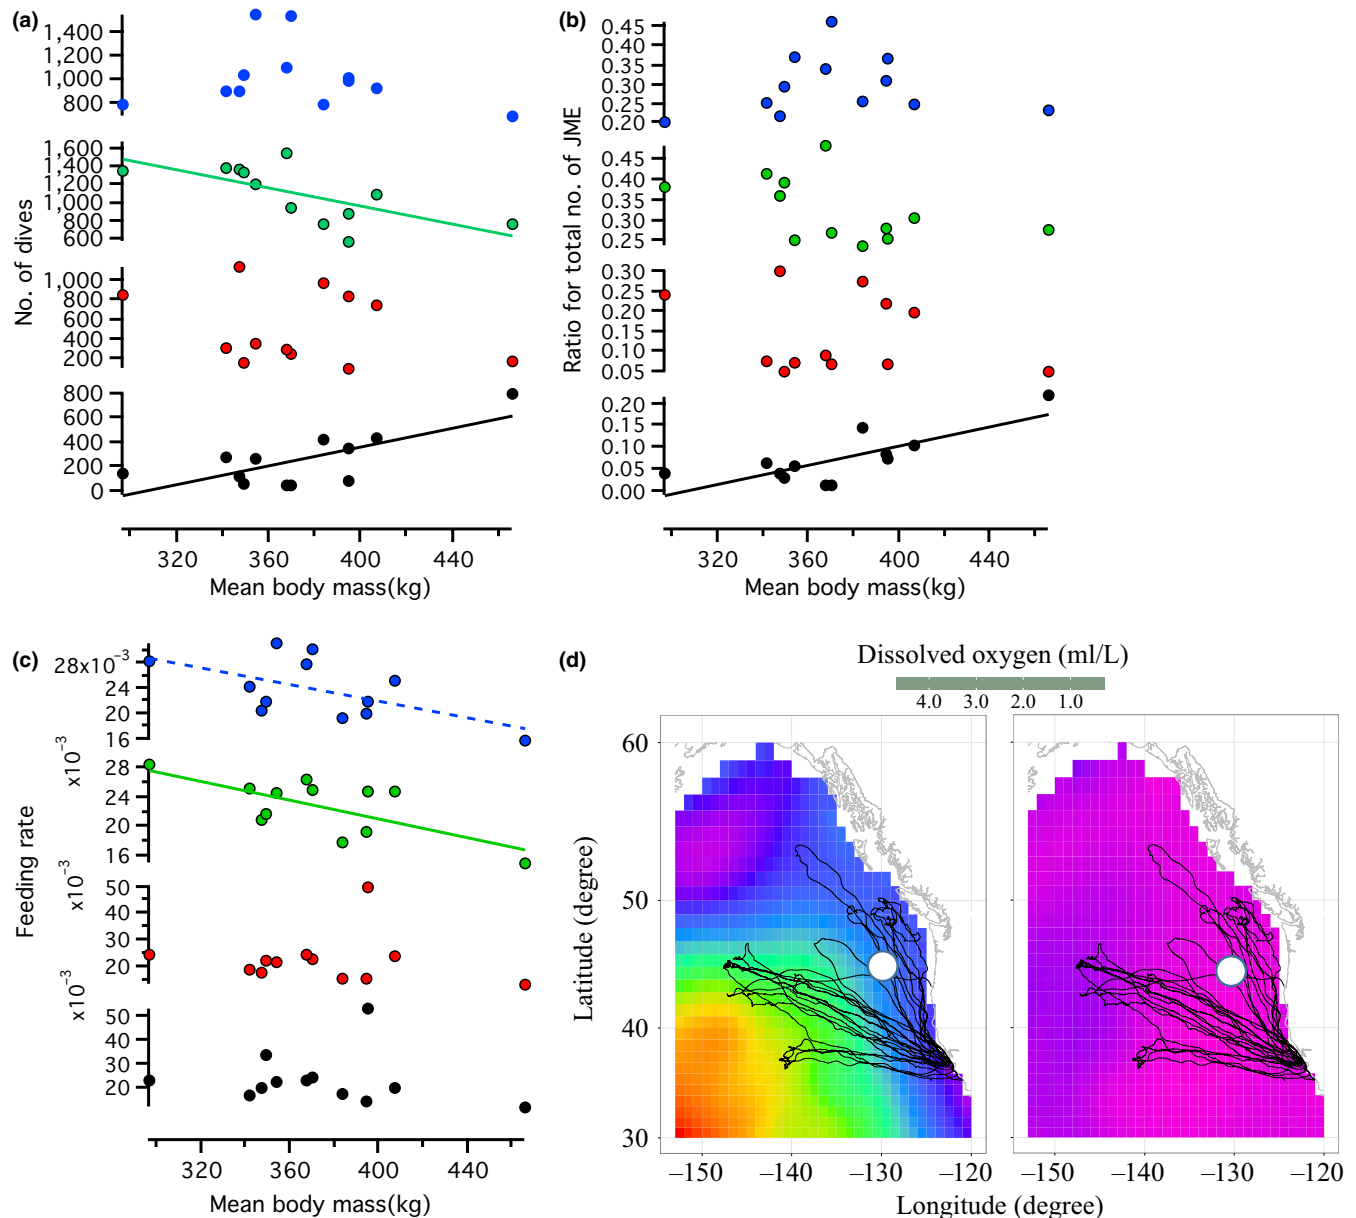 (a)
No. of dives
1,400
1,200
1,000
800
1,600
1,400
1,200
1,000
800
600
1,000
800
600
400
200
800
600
400
200
0
320 360 400 440
Mean body mass(kg)
(b)
Ratio for total no. of JME
0.45
0.40
0.35
0.30
0.25
0.20
0.45
0.40
0.35
0.30
0.25
0.30
0.25
0.20
0.15
0.10
0.05
0.20
0.15
0.10
0.05
0.00
320 360 400 440
Mean body mass(kg)
(c)
Feeding rate
28x10⁻³
24
20
16
x10⁻³
28
24
20
16
x10⁻³
50
40
30
20
x10⁻³
50
40
30
20
320 360 400 440
Mean body mass(kg)
(d)
Dissolved oxygen (ml/L)
4.0 3.0 2.0 1.0
Latitude (degree)
60
50
40
30
–150 –140 –130 –120 –150 –140 –130 –120
Longitude (degree)